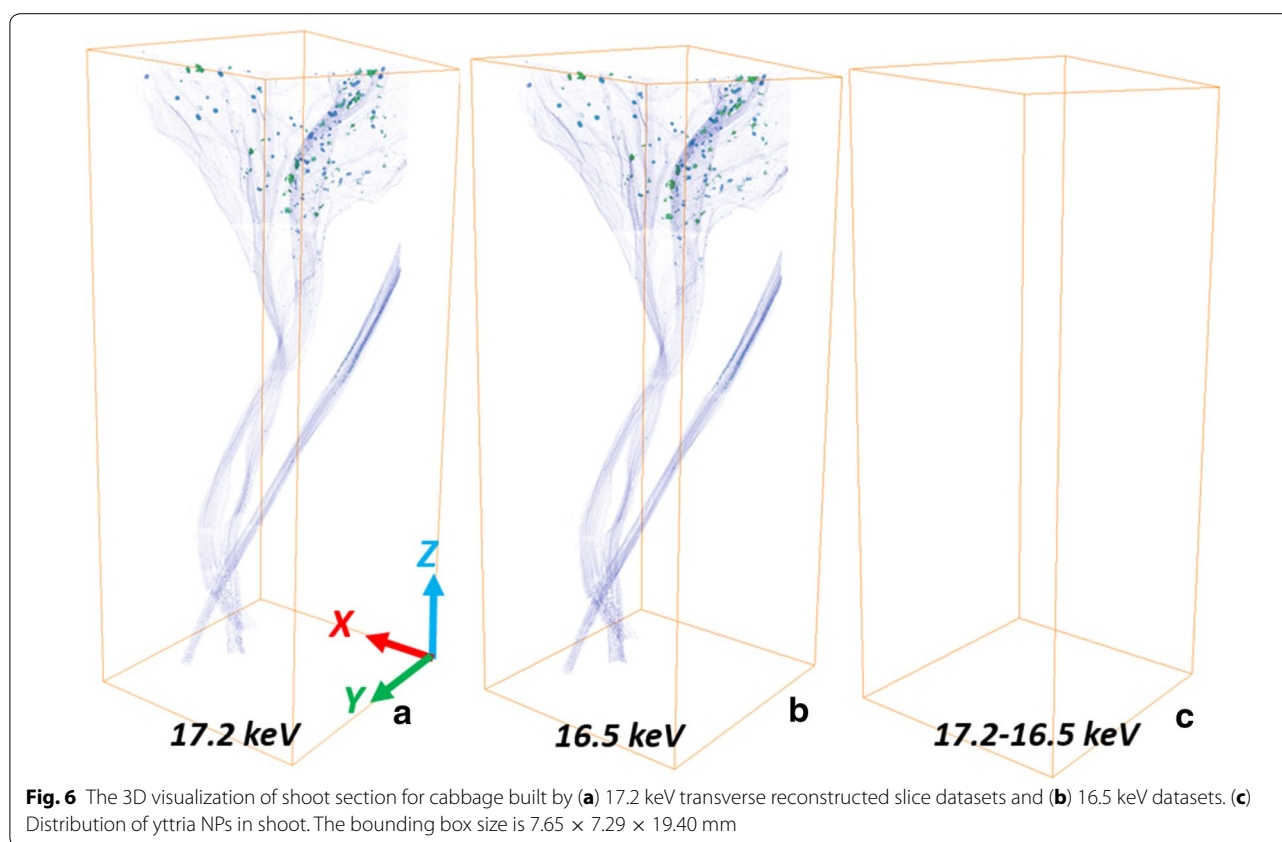 Z
X
Y
a
17.2 keV
b
16.5 keV
c
17.2-16.5 keV
Fig. 6 The 3D visualization of shoot section for cabbage built by (a) 17.2 keV transverse reconstructed slice datasets and (b) 16.5 keV datasets. (c)
Distribution of yttria NPs in shoot. The bounding box size is 7.65 × 7.29 × 19.40 mm